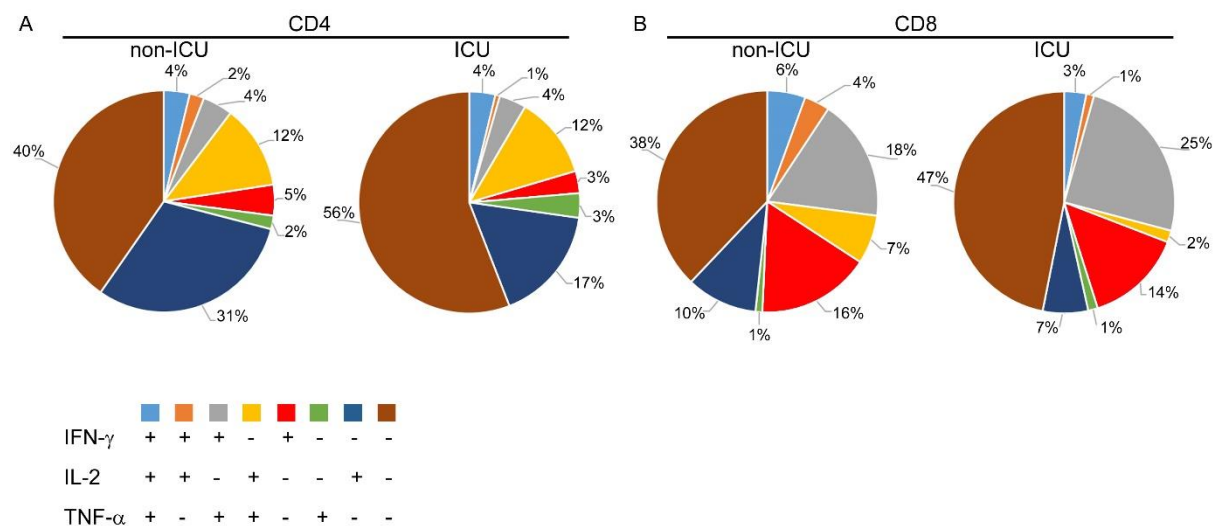 A CD4 B CD8
non-ICU ICU non-ICU ICU
4% 2% 4% 12% 5% 2% 31% 40%
4% 1% 4% 12% 3% 3% 17% 56%
6% 4% 18% 7% 16% 1% 10% 38%
3% 1% 25% 2% 14% 1% 7% 47%
IFN-γ + + + - + - - -
IL-2 + + - + - - + -
TNF-α + - + + - + - -